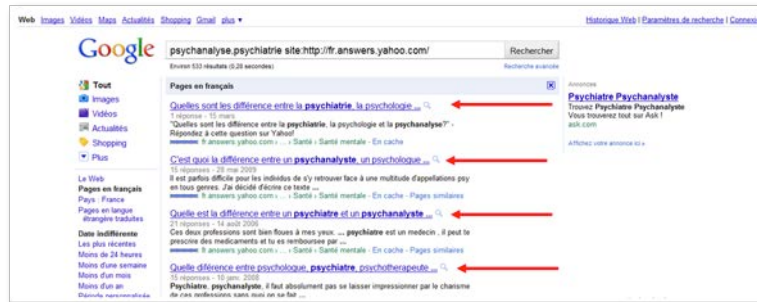 Web Images Vidéos Maps Actualités Shopping Gmail plus ▼
Historique Web | Paramètres de recherche | Connexi
Google
psychanalyse,psychiatrie site:http://fr.answers.yahoo.com/
Rechercher
Environ 533 résultats (0,28 secondes)
Recherche avancée
Tout
Images
Vidéos
Actualités
Shopping
Plus
Le Web
Pages en français
Pays : France
Pages en langue
étrangère traduites
Date indifférente
Les plus récentes
Moins de 24 heures
Moins d'une semaine
Moins d'un mois
Moins d'un an
Période personnalisée
Pages en français
Quelles sont les différence entre la psychiatrie, la psychologie ...
1 réponse - 15 mars
"Quelles sont les différence entre la psychiatrie, la psychologie et la psychanalyse?" -
Répondez à cette question sur Yahoo!
fr.answers.yahoo.com › ... › Santé › Santé mentale - En cache
C'est quoi la différence entre un psychanalyste, un psychologue ...
15 réponses - 28 mai 2009
Il est parfois difficile pour les individus de s'y retrouver face à une multitude d'appellations psy
en tous genres. J'ai décidé d'écrire ce texte ...
fr.answers.yahoo.com › ... › Santé › Santé mentale - En cache - Pages similaires
Quelle est la différence entre un psychiatre et un psychanalyste ...
21 réponses - 14 août 2006
Ces deux professions sont bien floues à mes yeux. ... psychiatre est un medecin , il peut te
prescrire des medicaments et tu es remboursee par ...
fr.answers.yahoo.com › ... › Santé › Santé mentale - En cache - Pages similaires
Quelle diférence entre psychologue, psychiatre, psychotherapeute ...
15 réponses - 10 janv. 2008
Psychiatre, psychanalyste, il faut absolument pas se laisser impressionner par le charisme
de ces professions sans quoi on se fait ...
Annonces
Psychiatre Psychanalyste
Trouvez Psychiatre Psychanalyste
Vous trouverez tout sur Ask !
ask.com
Affichez votre annonce ici »